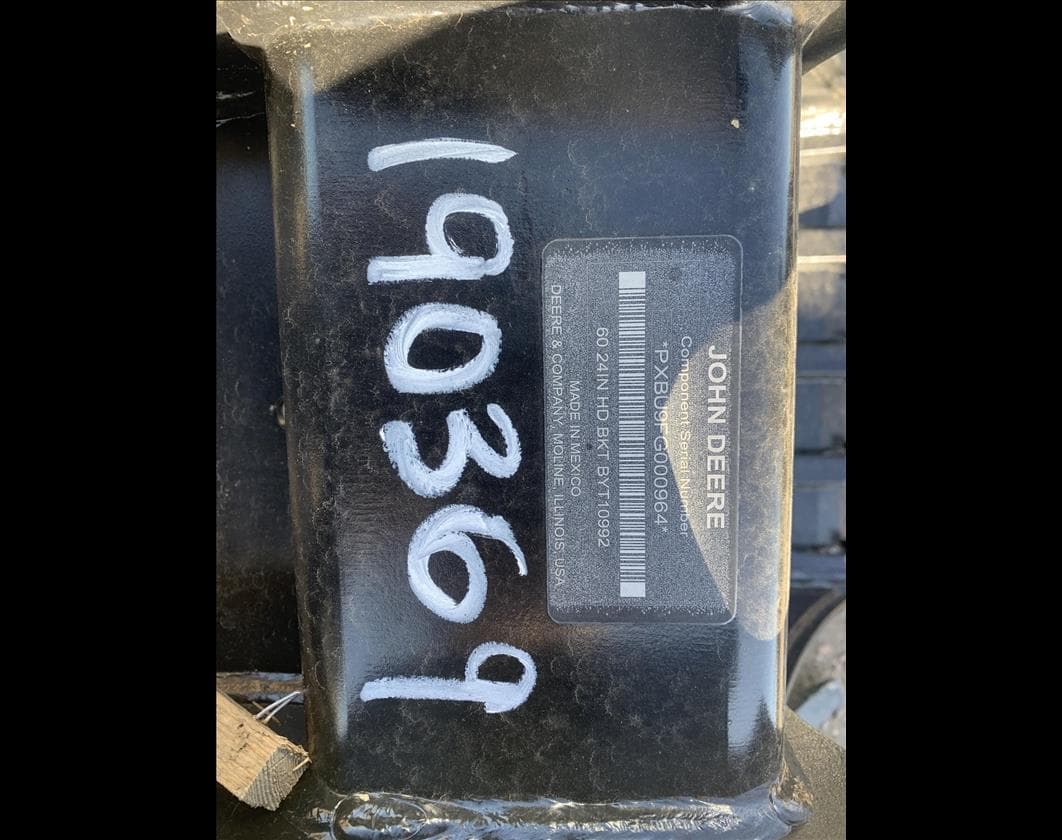 JOHN DEERE
Component Serial Number
*PXBU09FG000964*
60 24IN HD BKT BYT10992
MADE IN MEXICO
DEERE & COMPANY, MOLINE, ILLINOIS, USA
190369